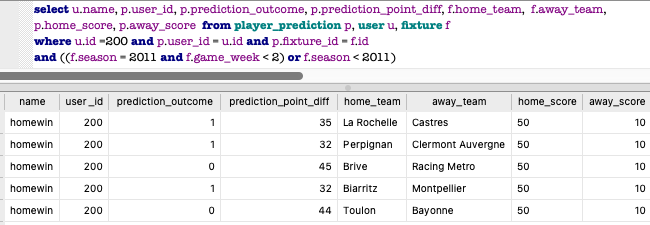 select u.name, p.user_id, p.prediction_outcome, p.prediction_point_diff, f.home_team, f.away_team,
p.home_score, p.away_score from player_prediction p, user u, fixture f
where u.id =200 and p.user_id = u.id and p.fixture_id = f.id
and ((f.season = 2011 and f.game_week < 2) or f.season < 2011)
name user_id prediction_outcome prediction_point_diff home_team away_team home_score away_score
homewin 200 1 35 La Rochelle Castres 50 10
homewin 200 1 32 Perpignan Clermont Auvergne 50 10
homewin 200 0 45 Brive Racing Metro 50 10
homewin 200 1 32 Biarritz Montpellier 50 10
homewin 200 0 44 Toulon Bayonne 50 10